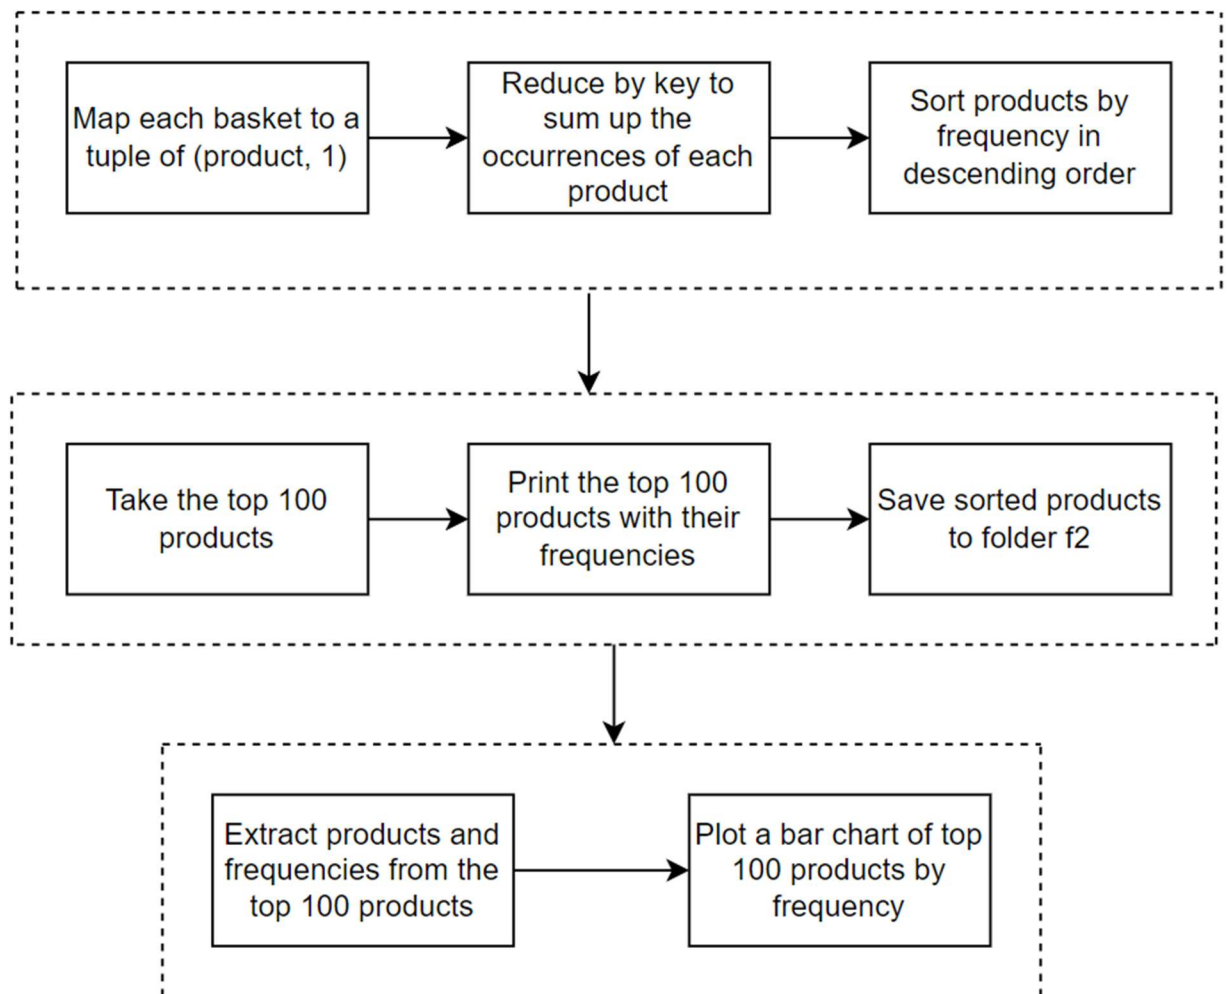 Map each basket to a
tuple of (product, 1)
Reduce by key to
sum up the
occurrences of each
product
Sort products by
frequency in
descending order
Take the top 100
products
Print the top 100
products with their
frequencies
Save sorted products
to folder f2
Extract products and
frequencies from the
top 100 products
Plot a bar chart of top
100 products by
frequency